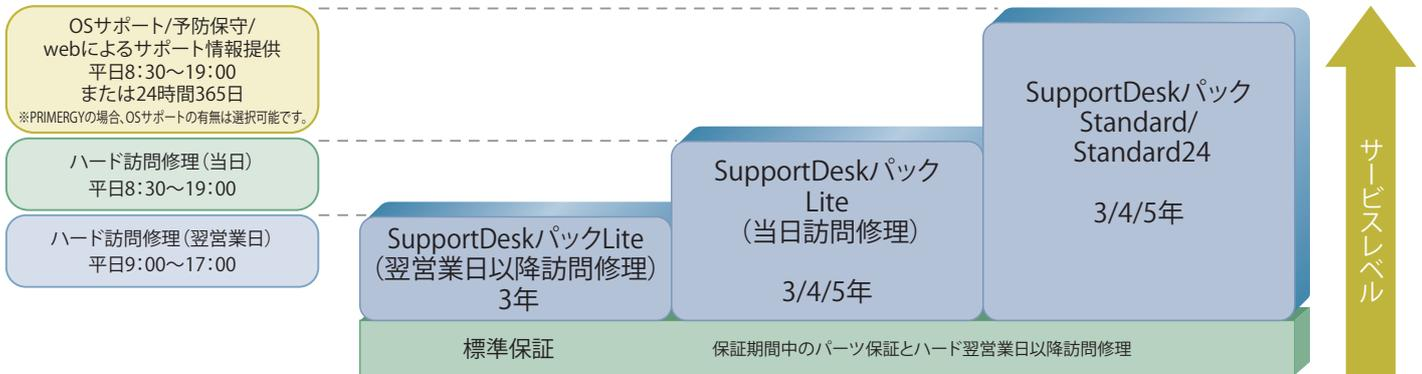 OSサポート/予防保守/
webによるサポート情報提供
平日8:30～19:00
または24時間365日
※PRIMERGYの場合、OSサポートの有無は選択可能です。
ハード訪問修理（当日）
平日8:30～19:00
ハード訪問修理（翌営業日）
平日9:00～17:00
SupportDeskパックLite
（翌営業日以降訪問修理）
3年
SupportDeskパック
Lite
（当日訪問修理）
3/4/5年
SupportDeskパック
Standard/
Standard24
3/4/5年
標準保証
保証期間中のパーツ保証とハード翌営業日以降訪問修理
サービスレベル